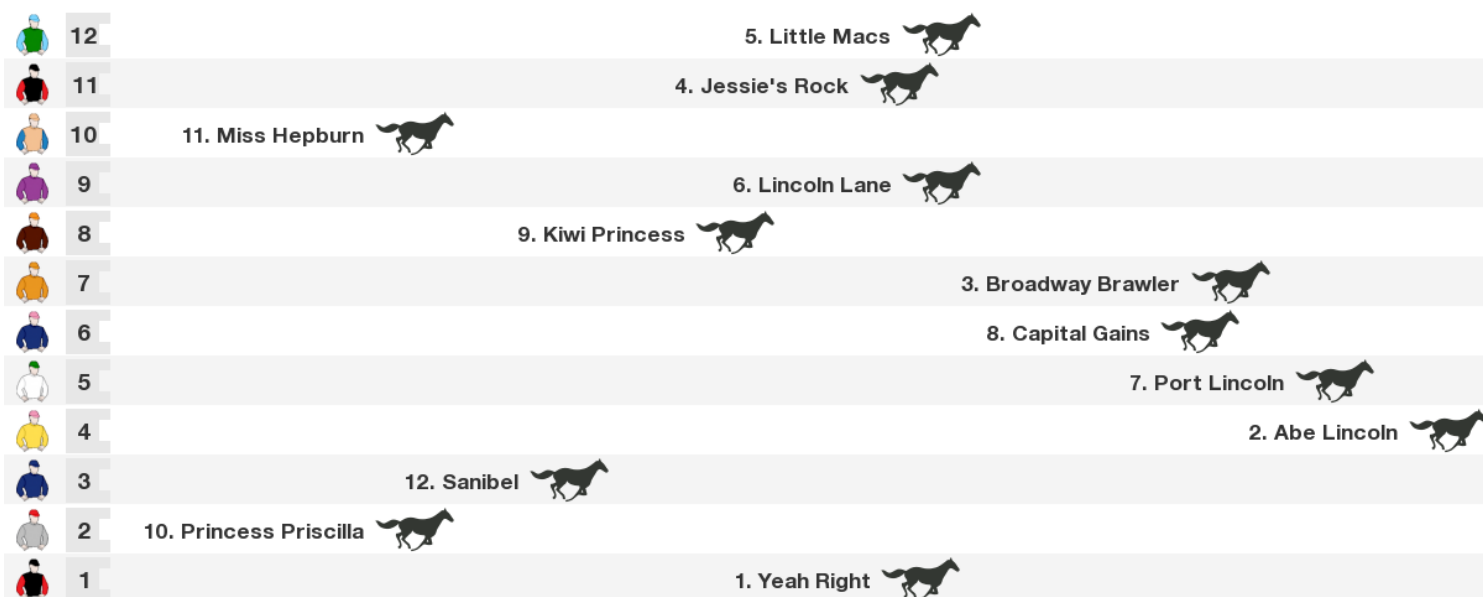 12 5. Little Macs
11 4. Jessie's Rock
10 11. Miss Hepburn
9 6. Lincoln Lane
8 9. Kiwi Princess
7 3. Broadway Brawler
6 8. Capital Gains
5 7. Port Lincoln
4 2. Abe Lincoln
3 12. Sanibel
2 10. Princess Priscilla
1 1. Yeah Right